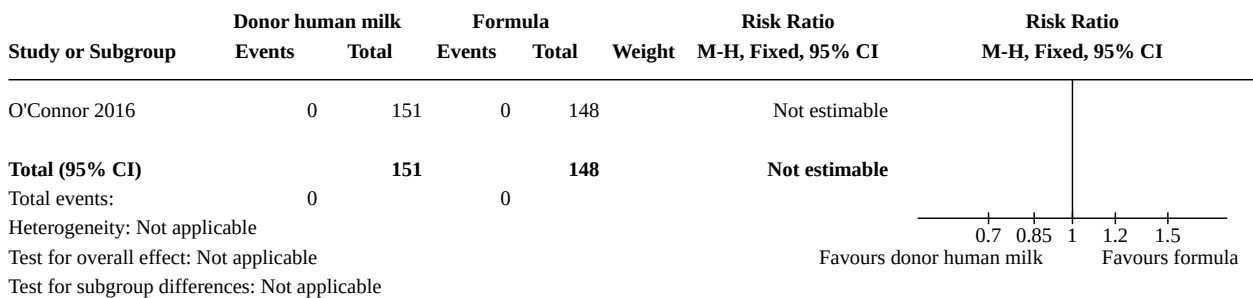 Donor human milk Formula Risk Ratio Risk Ratio
Study or Subgroup Events Total Events Total Weight M-H, Fixed, 95% CI M-H, Fixed, 95% CI
O'Connor 2016 0 151 0 148 Not estimable
Total (95% CI) 151 148 Not estimable
Total events: 0 0
Heterogeneity: Not applicable
0.7 0.85 1 1.2 1.5
Test for overall effect: Not applicable Favours donor human milk Favours formula
Test for subgroup differences: Not applicable